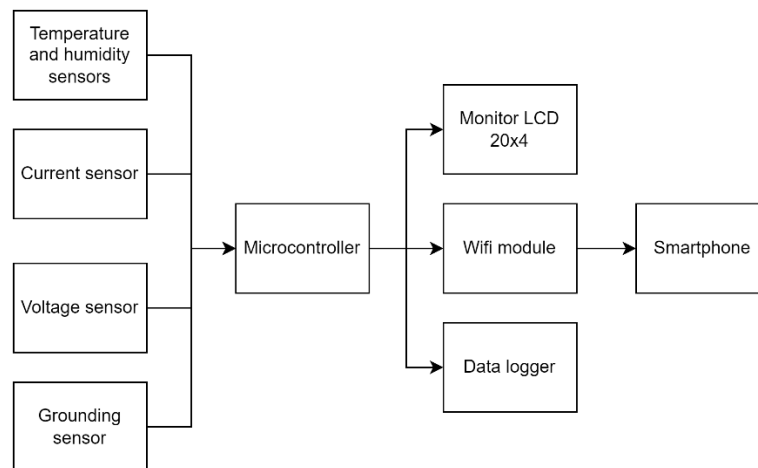 Temperature
and humidity
sensors
Current sensor
Voltage sensor
Grounding
sensor
Microcontroller
Monitor LCD
20x4
Wifi module
Data logger
Smartphone